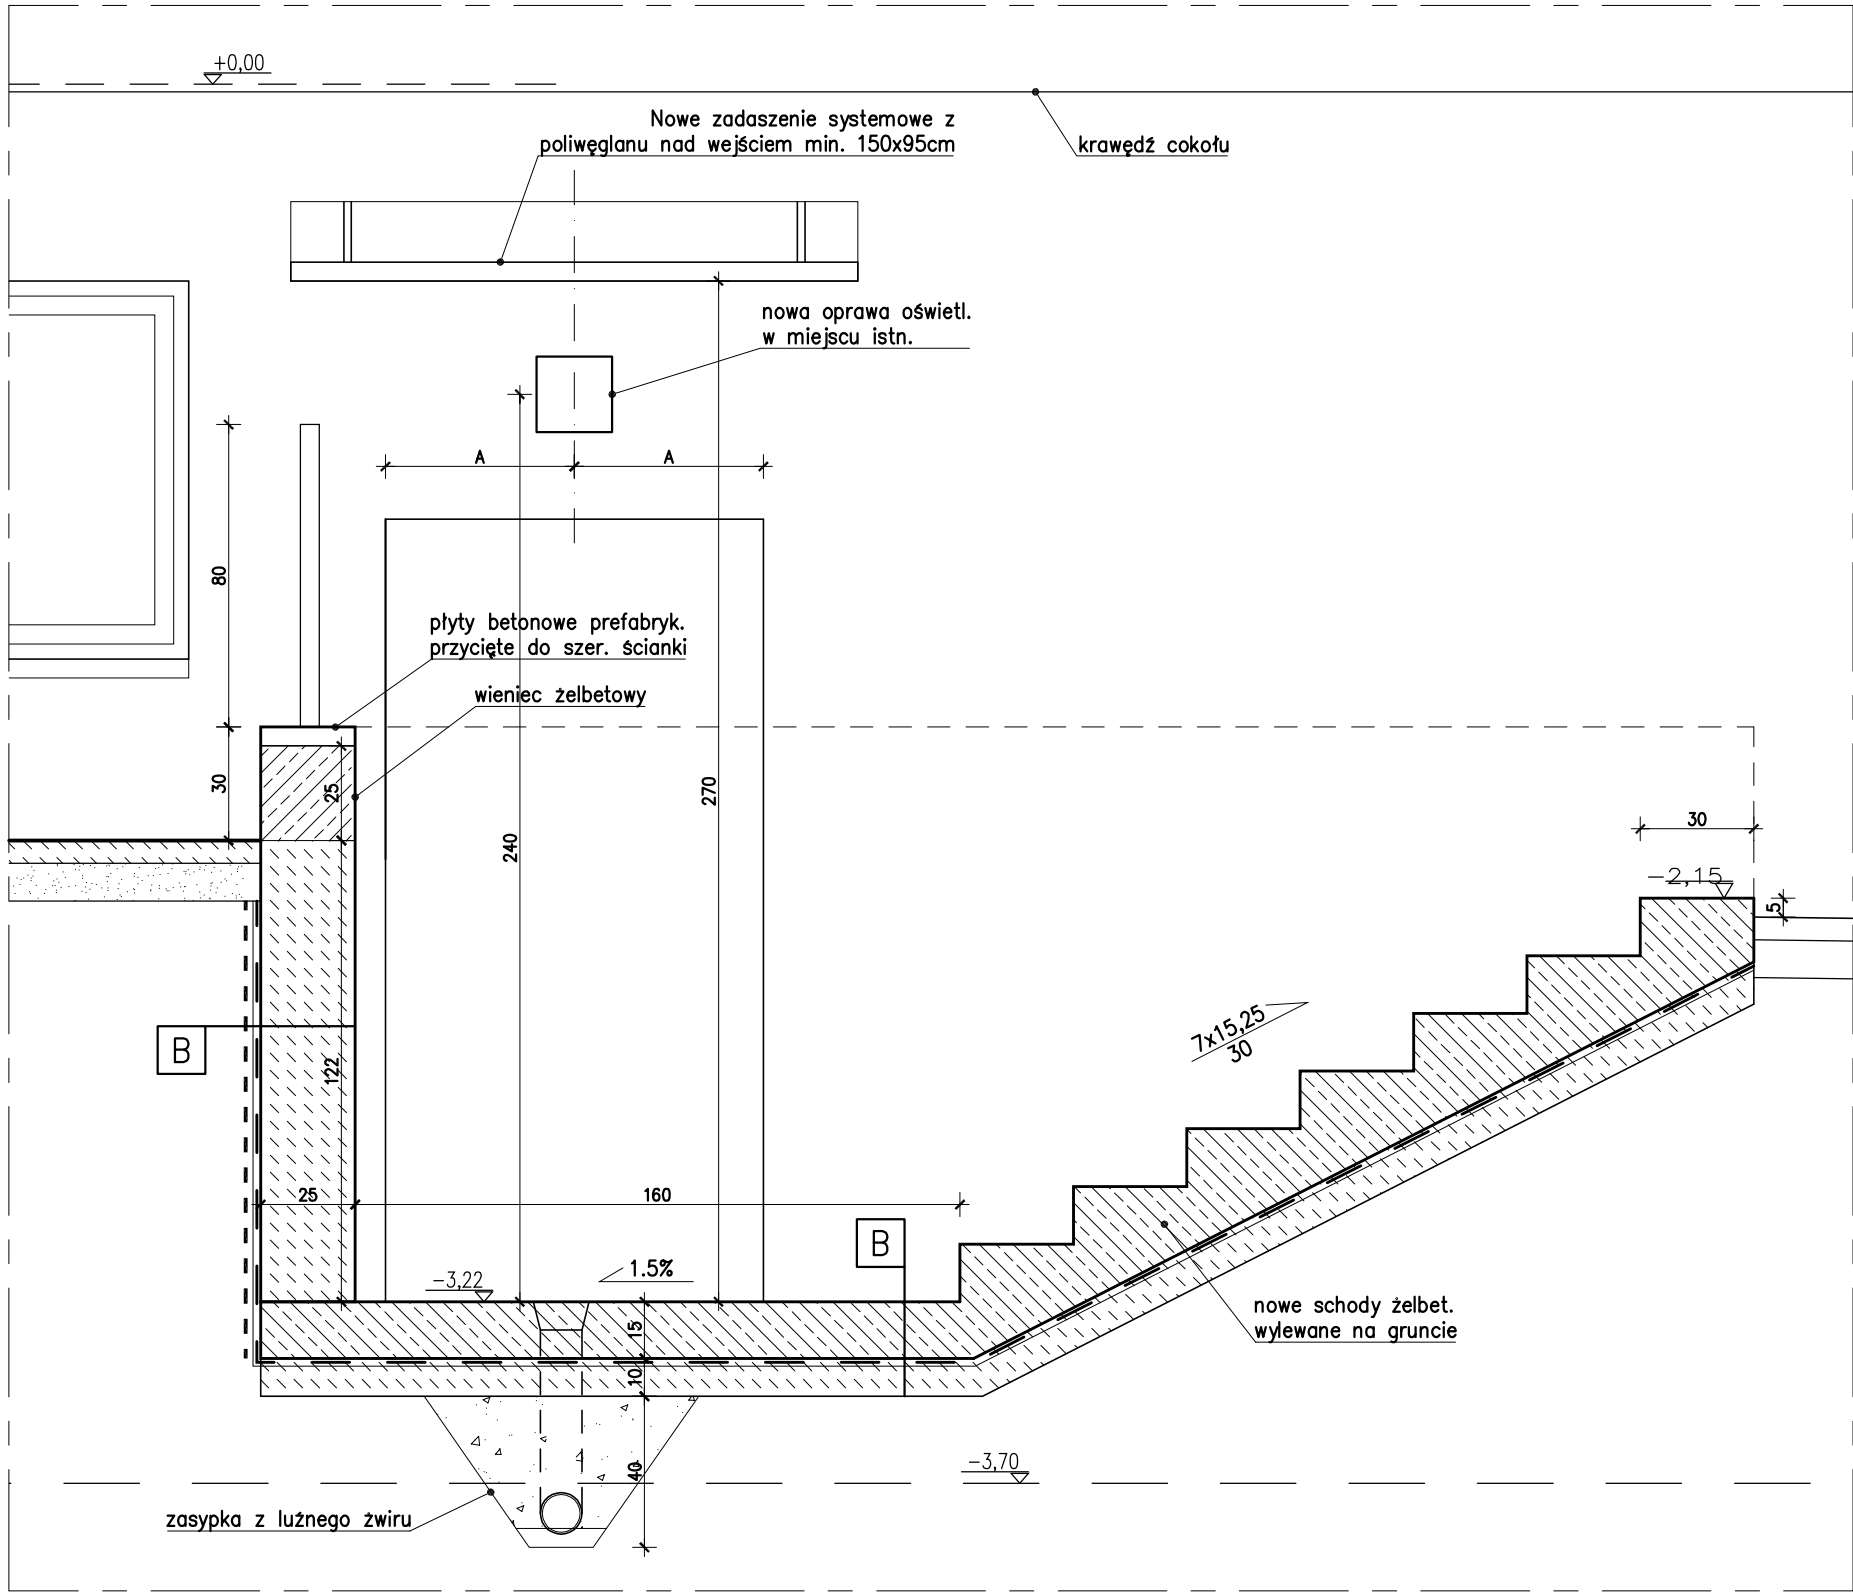 +0,00
Nowe zadaszenie systemowe z
poliwęglanu nad wejściem min. 150x95cm
krawędź cokołu
nowa oprawa oświetl.
w miejscu istn.
A
A
80
płyty betonowe prefabryk.
przycięte do szer. ścianki
wieniec żelbetowy
30
25
270
240
30
-2,15
5
7x15,25
30
B
122
25
160
B
-3,22
1.5%
nowe schody żelbet.
wylewane na gruncie
15
10
40
-3,70
zasypka z luźnego żwiru